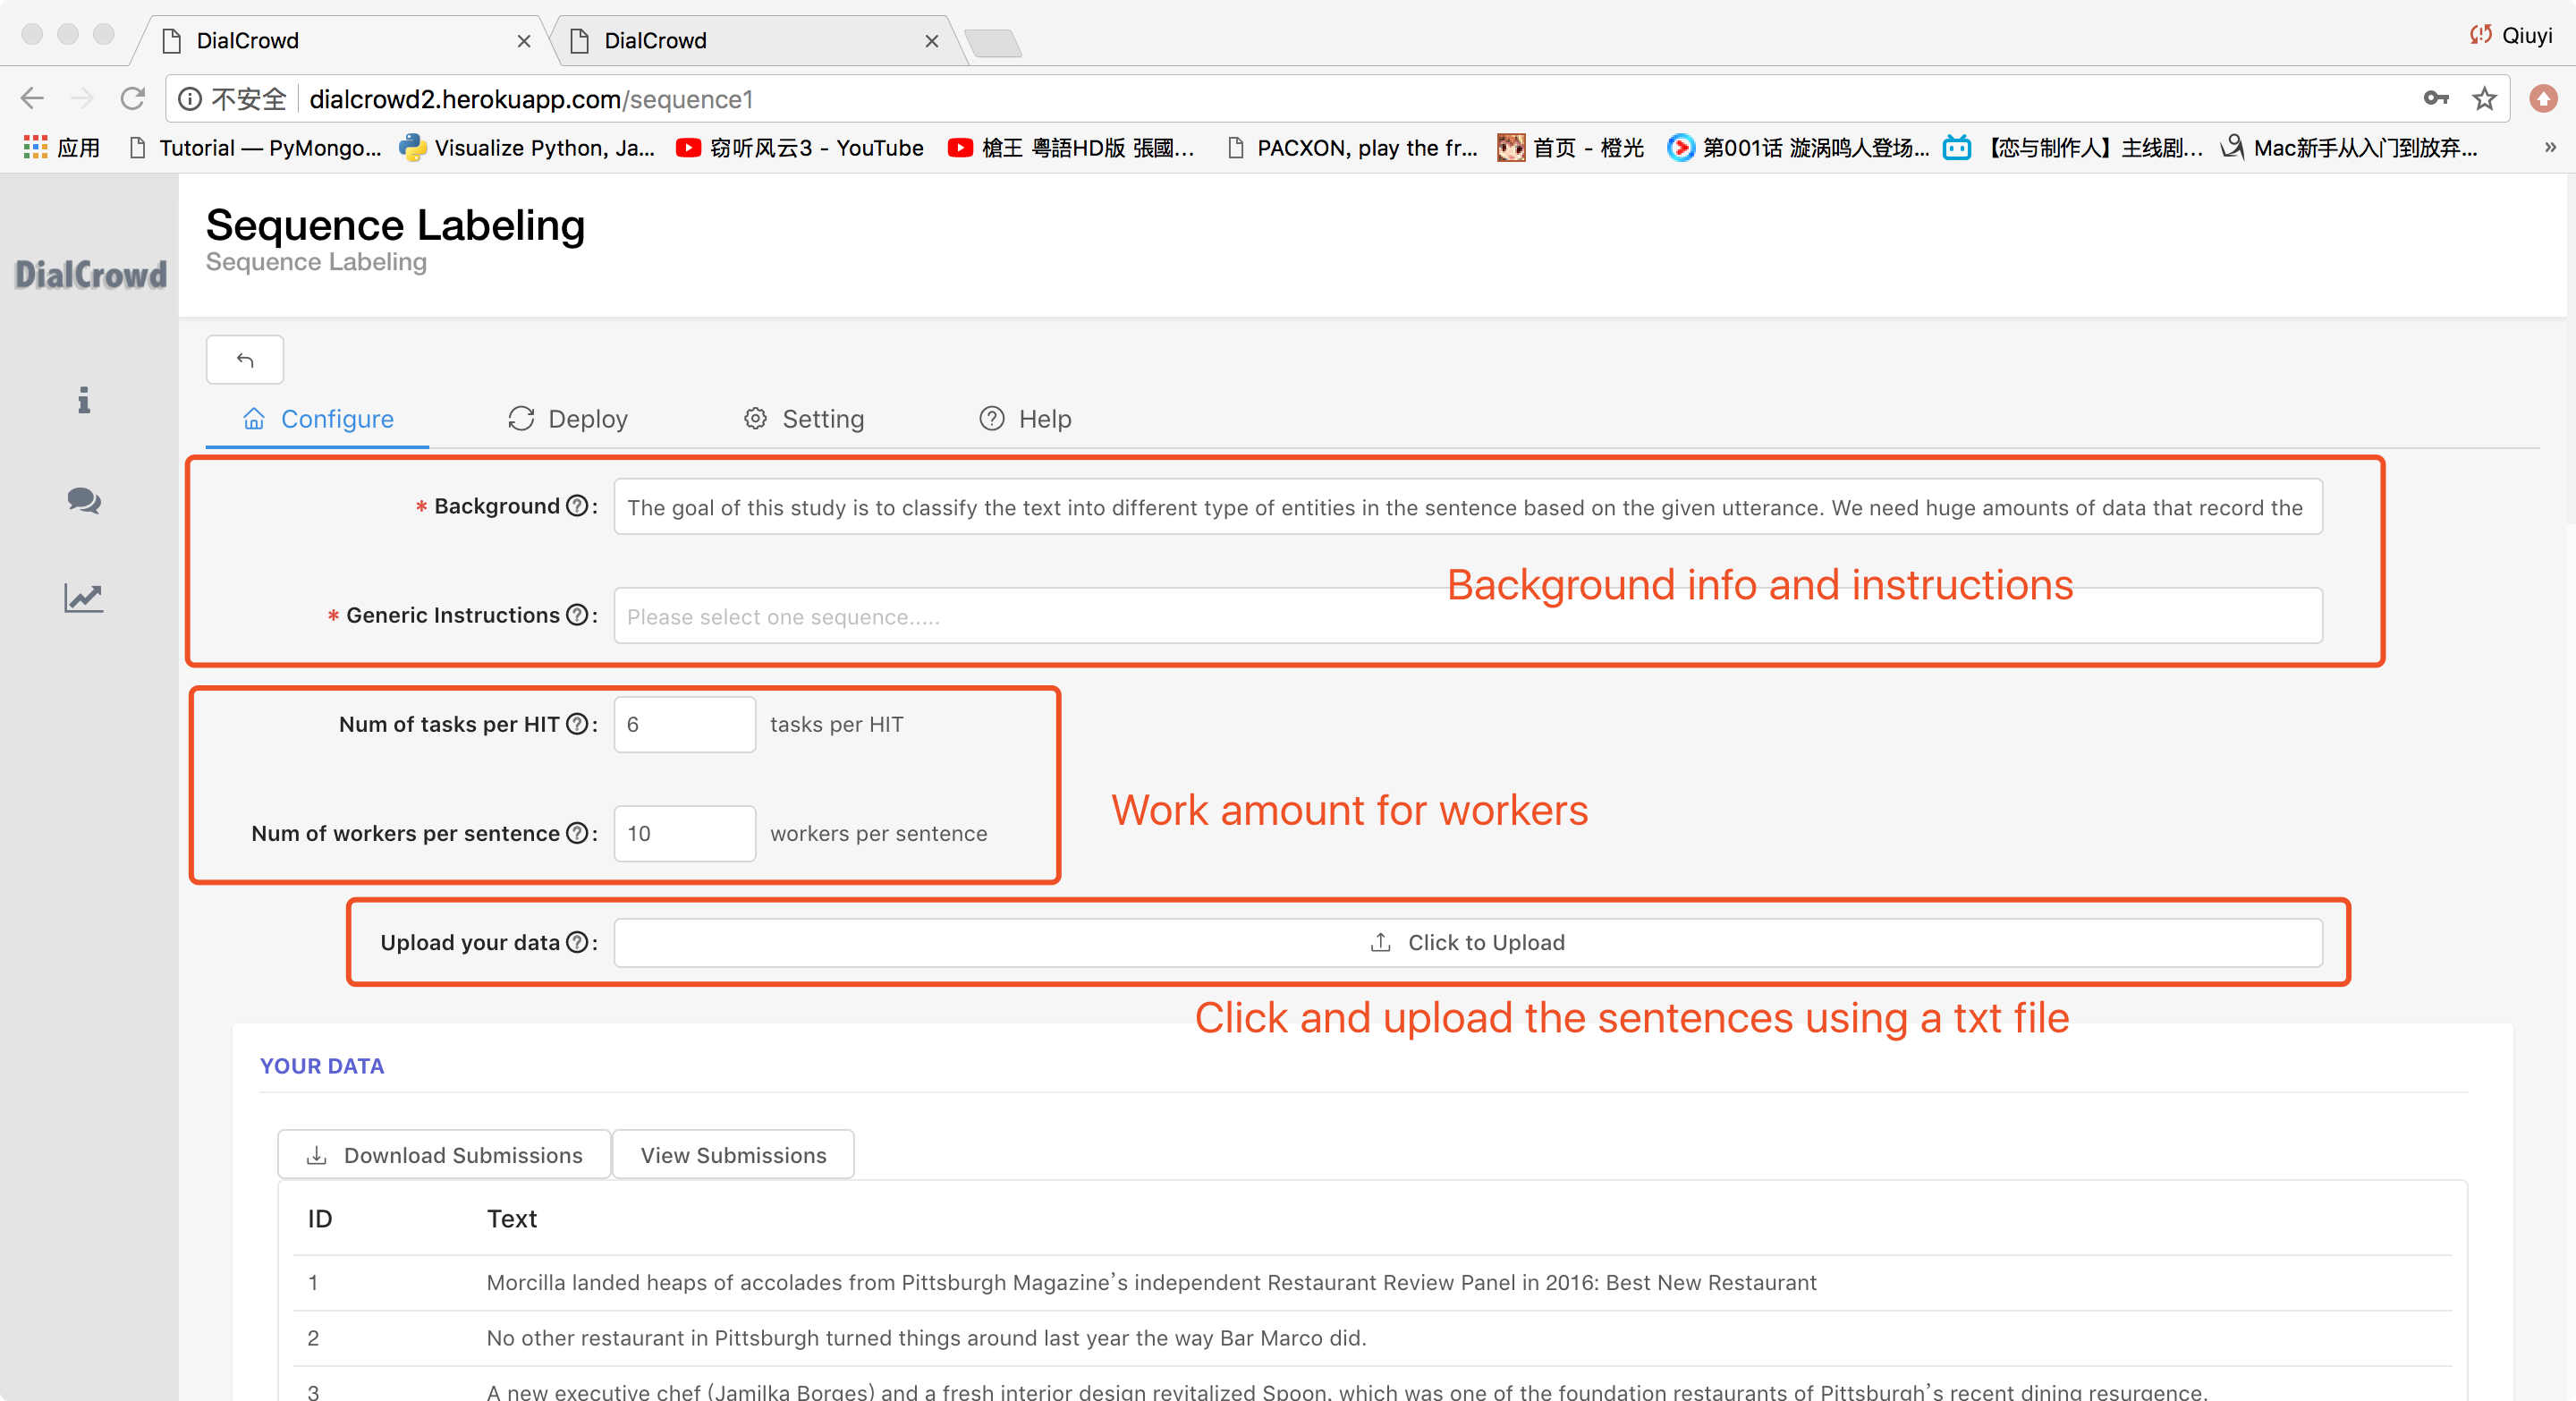 DialCrowd
DialCrowd
Qiuyi
不安全 dialcrowd2.herokuapp.com/sequence1
应用 Tutorial — PyMongo... Visualize Python, Ja... 窃听风云3 - YouTube 槍王 粵語HD版 張國... PACXON, play the fr... 首页 - 橙光 第001话 漩涡鸣人登场... 【恋与制作人】主线剧... Mac新手从入门到放弃... »
Sequence Labeling
Sequence Labeling
DialCrowd
Configure Deploy Setting Help
* Background : The goal of this study is to classify the text into different type of entities in the sentence based on the given utterance. We need huge amounts of data that record the
Background info and instructions
* Generic Instructions : Please select one sequence.....
Num of tasks per HIT : 6 tasks per HIT
Work amount for workers
Num of workers per sentence : 10 workers per sentence
Upload your data : Click to Upload
Click and upload the sentences using a txt file
YOUR DATA
Download Submissions View Submissions
ID Text
1 Morcilla landed heaps of accolades from Pittsburgh Magazine’s independent Restaurant Review Panel in 2016: Best New Restaurant
2 No other restaurant in Pittsburgh turned things around last year the way Bar Marco did.
3 A new executive chef (Jamilka Borges) and a fresh interior design revitalized Spoon, which was one of the foundation restaurants of Pittsburgh’s recent dining resurgence.